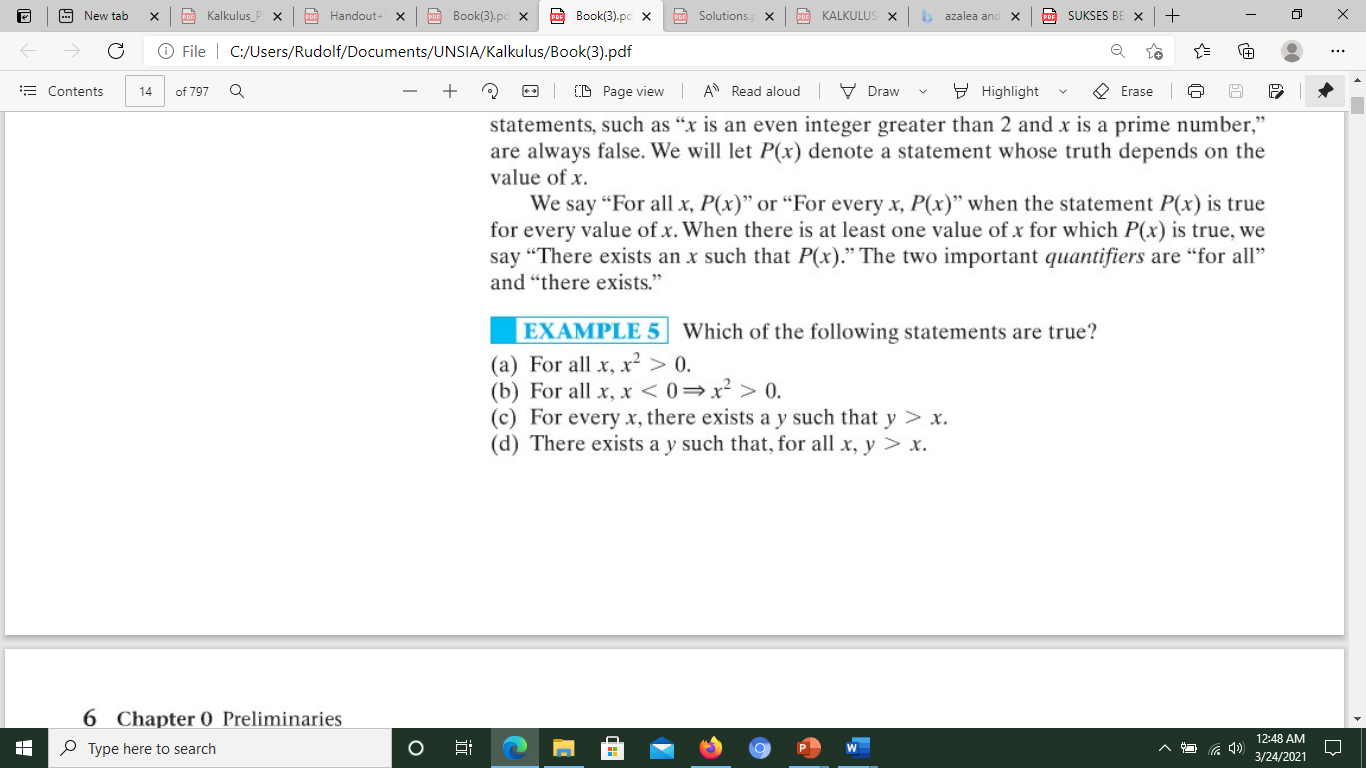 New tab
Kalkulus_P
Handout+
Book(3).pd
Book(3).pd
Solutions.p
KALKULUS
azalea and
SUKSES BE
File
C:/Users/Rudolf/Documents/UNSIA/Kalkulus/Book(3).pdf
Contents 14 of 797 Page view Read aloud Draw Highlight Erase
statements, such as “x is an even integer greater than 2 and x is a prime number,”
are always false. We will let P(x) denote a statement whose truth depends on the
value of x.
We say “For all x, P(x)” or “For every x, P(x)” when the statement P(x) is true
for every value of x. When there is at least one value of x for which P(x) is true, we
say “There exists an x such that P(x).” The two important quantifiers are “for all”
and “there exists.”
EXAMPLE 5 Which of the following statements are true?
(a) For all x, x² > 0.
(b) For all x, x < 0 ⇒ x² > 0.
(c) For every x, there exists a y such that y > x.
(d) There exists a y such that, for all x, y > x.
6 Chapter 0 Preliminaries
Type here to search
12:48 AM
3/24/2021